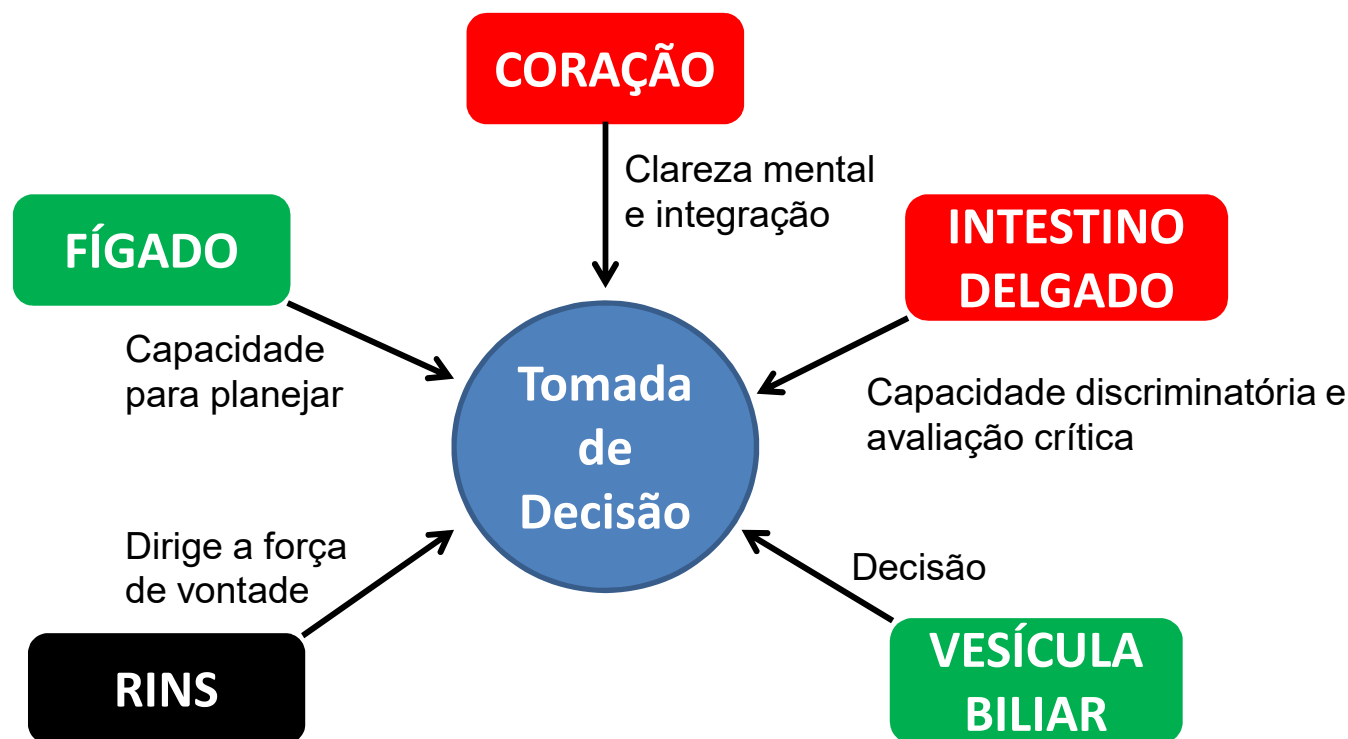 CORAÇÃO
Clareza mental
e integração
FÍGADO
INTESTINO
DELGADO
Capacidade
para planejar
Tomada
de
Decisão
Capacidade discriminatória e
avaliação crítica
Dirige a força
de vontade
Decisão
RINS
VESÍCULA
BILIAR